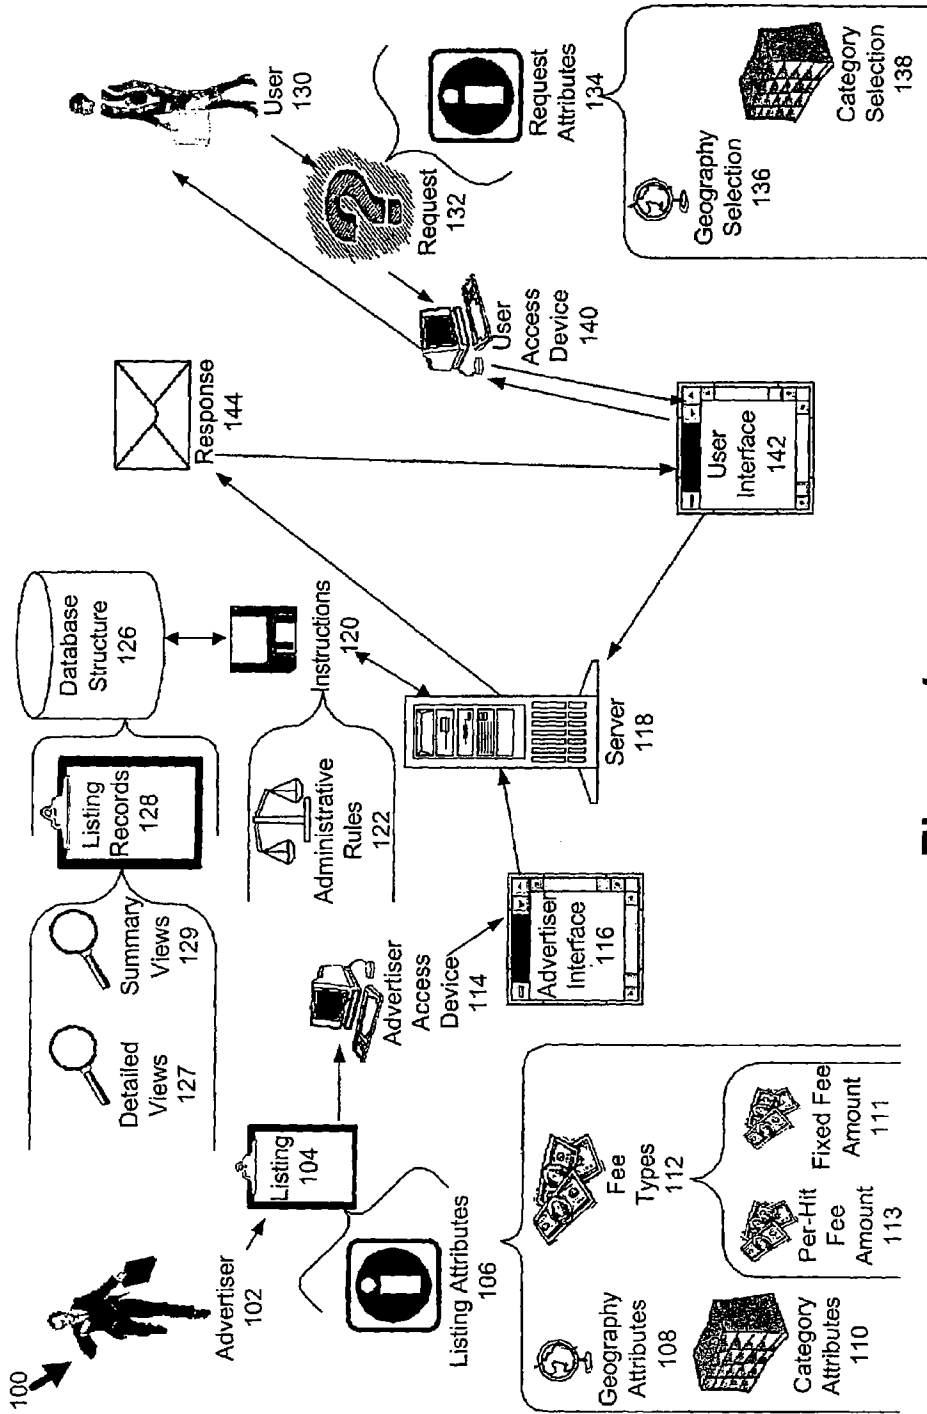 100
Advertiser
102
Listing
104
Listing Attributes
106
Geography
Attributes
108
Category
Attributes
110
Fee
Types
112
Per-Hit
Fee
Amount
113
Fixed Fee
Amount
111
Detailed
Views
127
Summary
Views
129
Listing
Records
128
Database
Structure
126
Advertiser
Access
Device
114
Advertiser
Interface
116
Administrative
Rules
122
Instructions
120
Server
118
Response
144
User
Interface
142
User
Access
Device
140
Request
132
User
130
Request
Attributes
134
Geography
Selection
136
Category
Selection
138